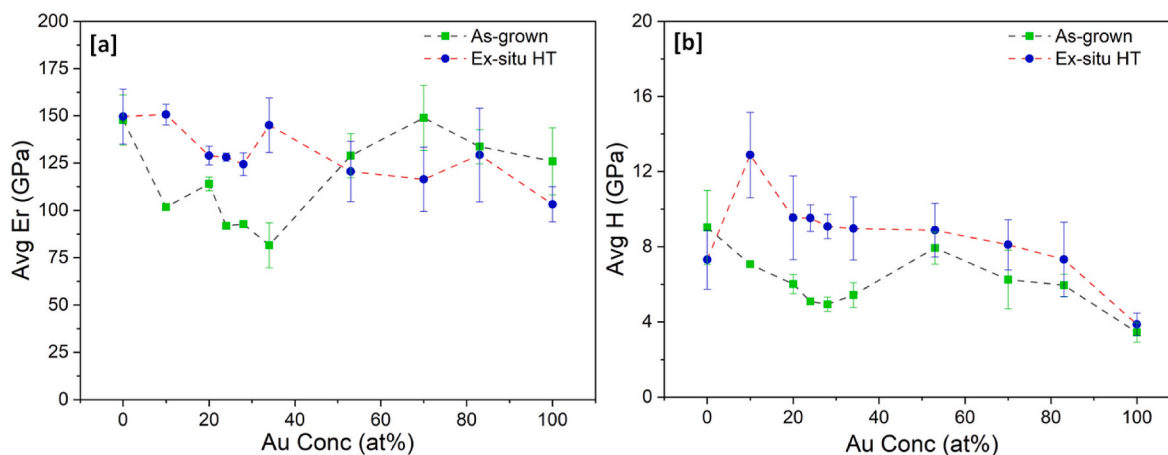 [a]
As-grown
Ex-situ HT
200
175
150
125
100
75
50
25
0
Avg Er (GPa)
0 20 40 60 80 100
Au Conc (at%)
[b]
As-grown
Ex-situ HT
20
16
12
8
4
0
Avg H (GPa)
0 20 40 60 80 100
Au Conc (at%)